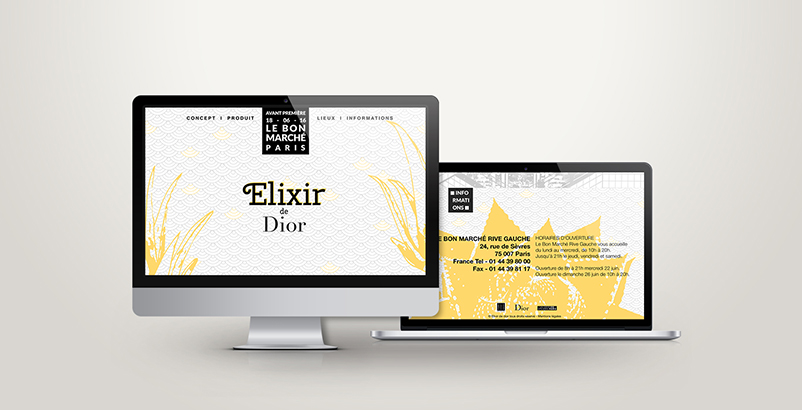 CONCEPT I PRODUIT
AVANT PREMIÈRE
18 - 06 - 16
LE BON
MARCHÉ
PARIS
LIEUX I INFORMATIONS
Elixir
de
Dior
INFO
RMATI
ONS
LE BON MARCHÉ RIVE GAUCHE
24, rue de Sèvres
75 007 Paris
France Tel - 01 44 39 80 00
Fax - 01 44 39 81 17
HORAIRES D'OUVERTURE
Le Bon Marché Rive Gauche vous accueille
du lundi au mercredi, de 10h à 20h.
Jusqu'à 21h le jeudi, vendredi et samedi.
Ouverture de 8h à 21h mercredi 22 juin.
Ouverture le dimanche 26 juin de 10h à 20h.
Dior